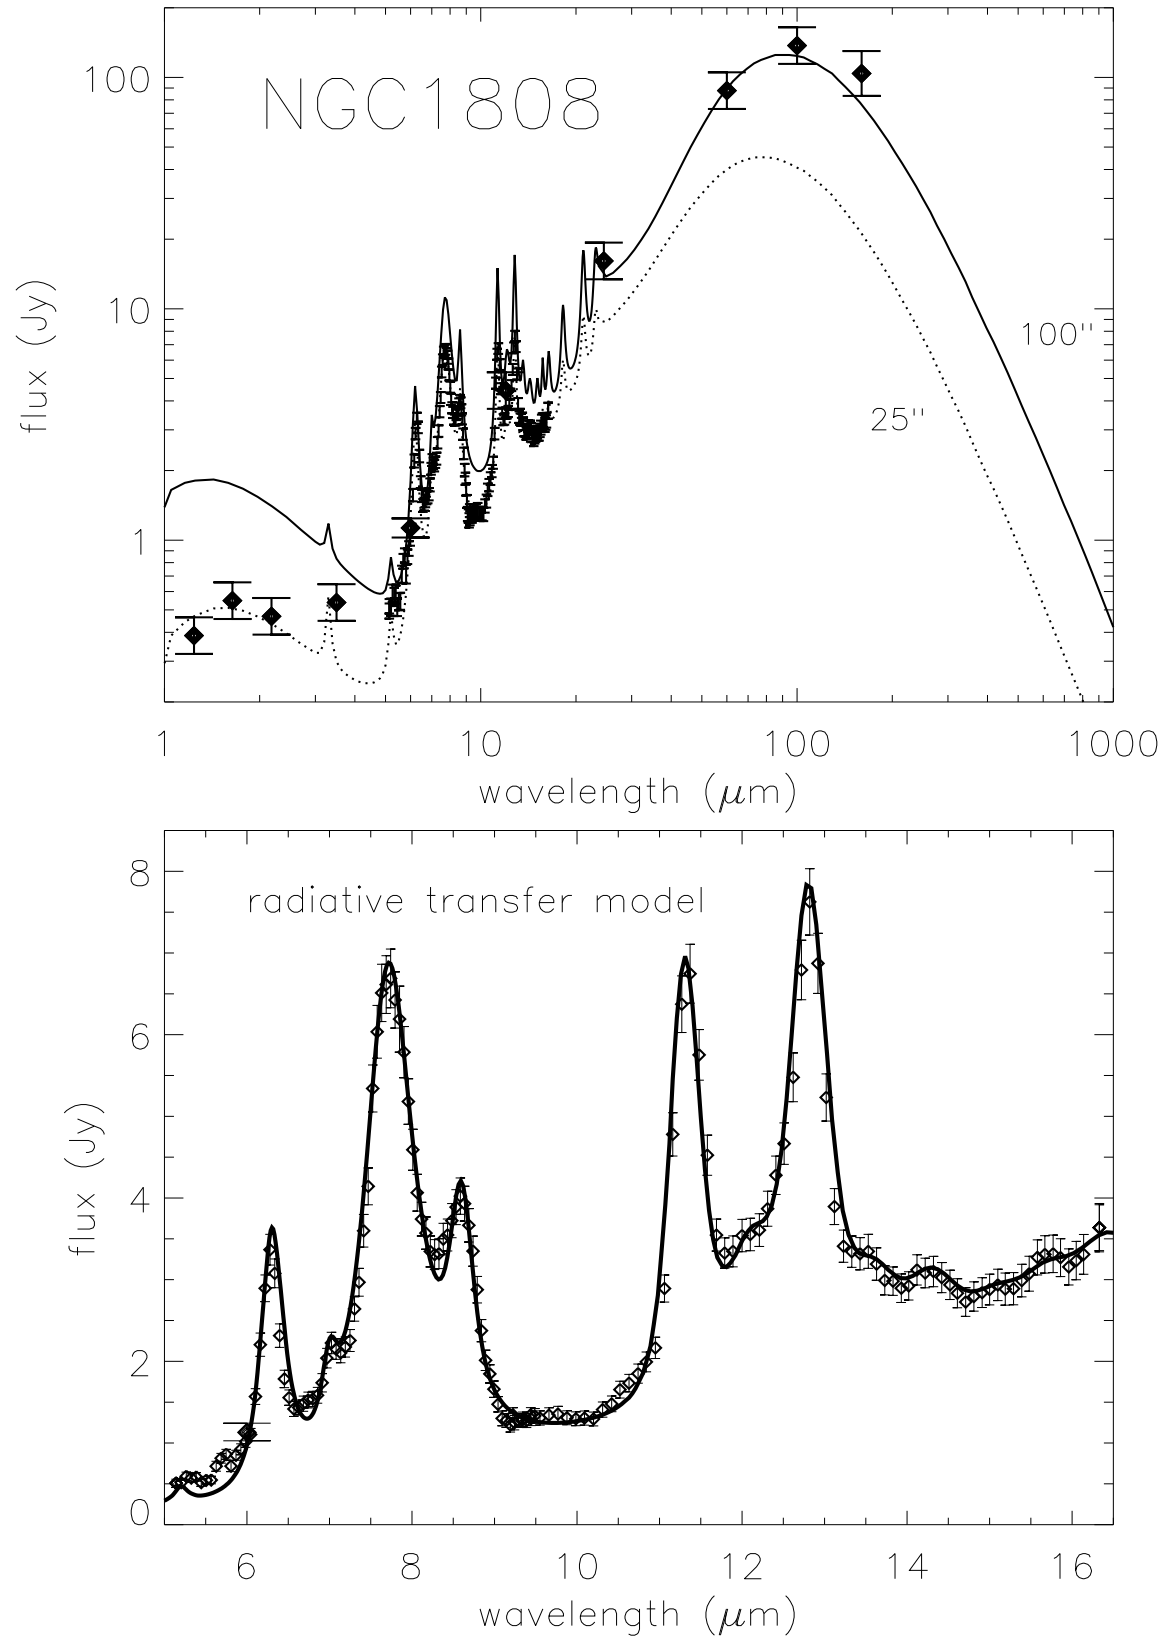 NGC1808
100
10
1
flux (Jy)
100"
25"
1 10 100 1000
wavelength (μm)
radiative transfer model
8
6
4
2
0
flux (Jy)
6 8 10 12 14 16
wavelength (μm)